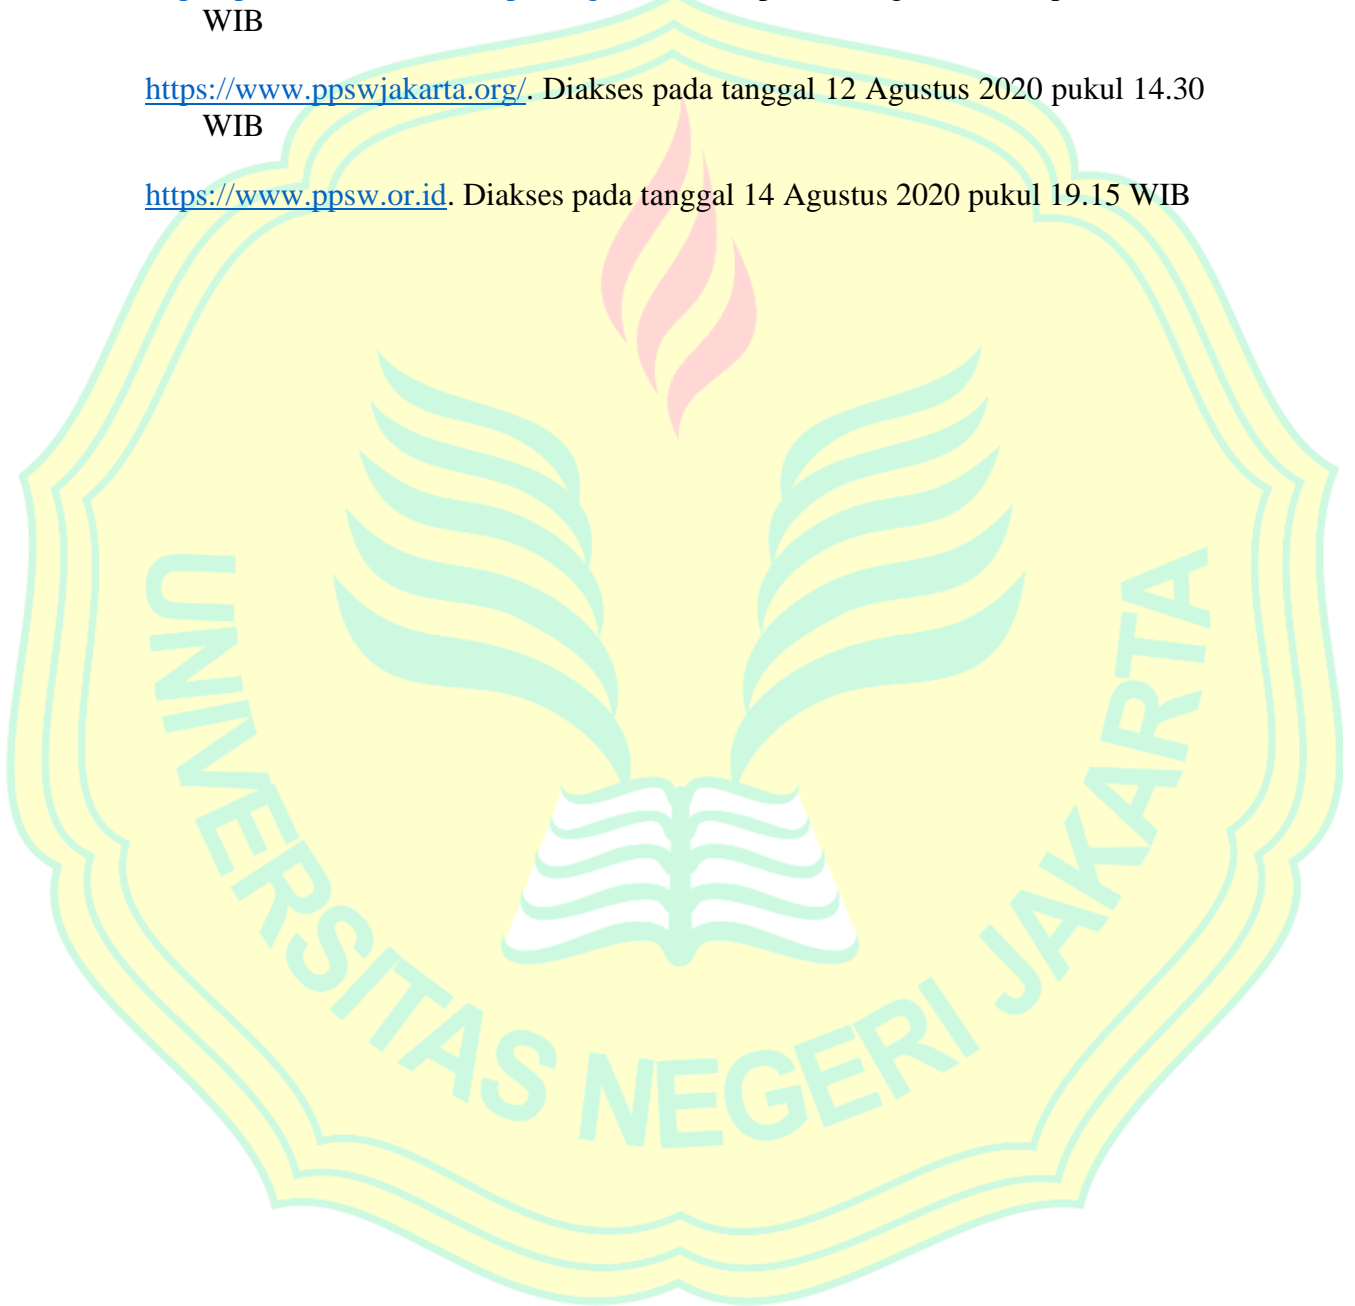 WIB
https://www.ppswjakarta.org/. Diakses pada tanggal 12 Agustus 2020 pukul 14.30
WIB
https://www.ppsw.or.id. Diakses pada tanggal 14 Agustus 2020 pukul 19.15 WIB
UNIVERSITAS NEGERI JAKARTA